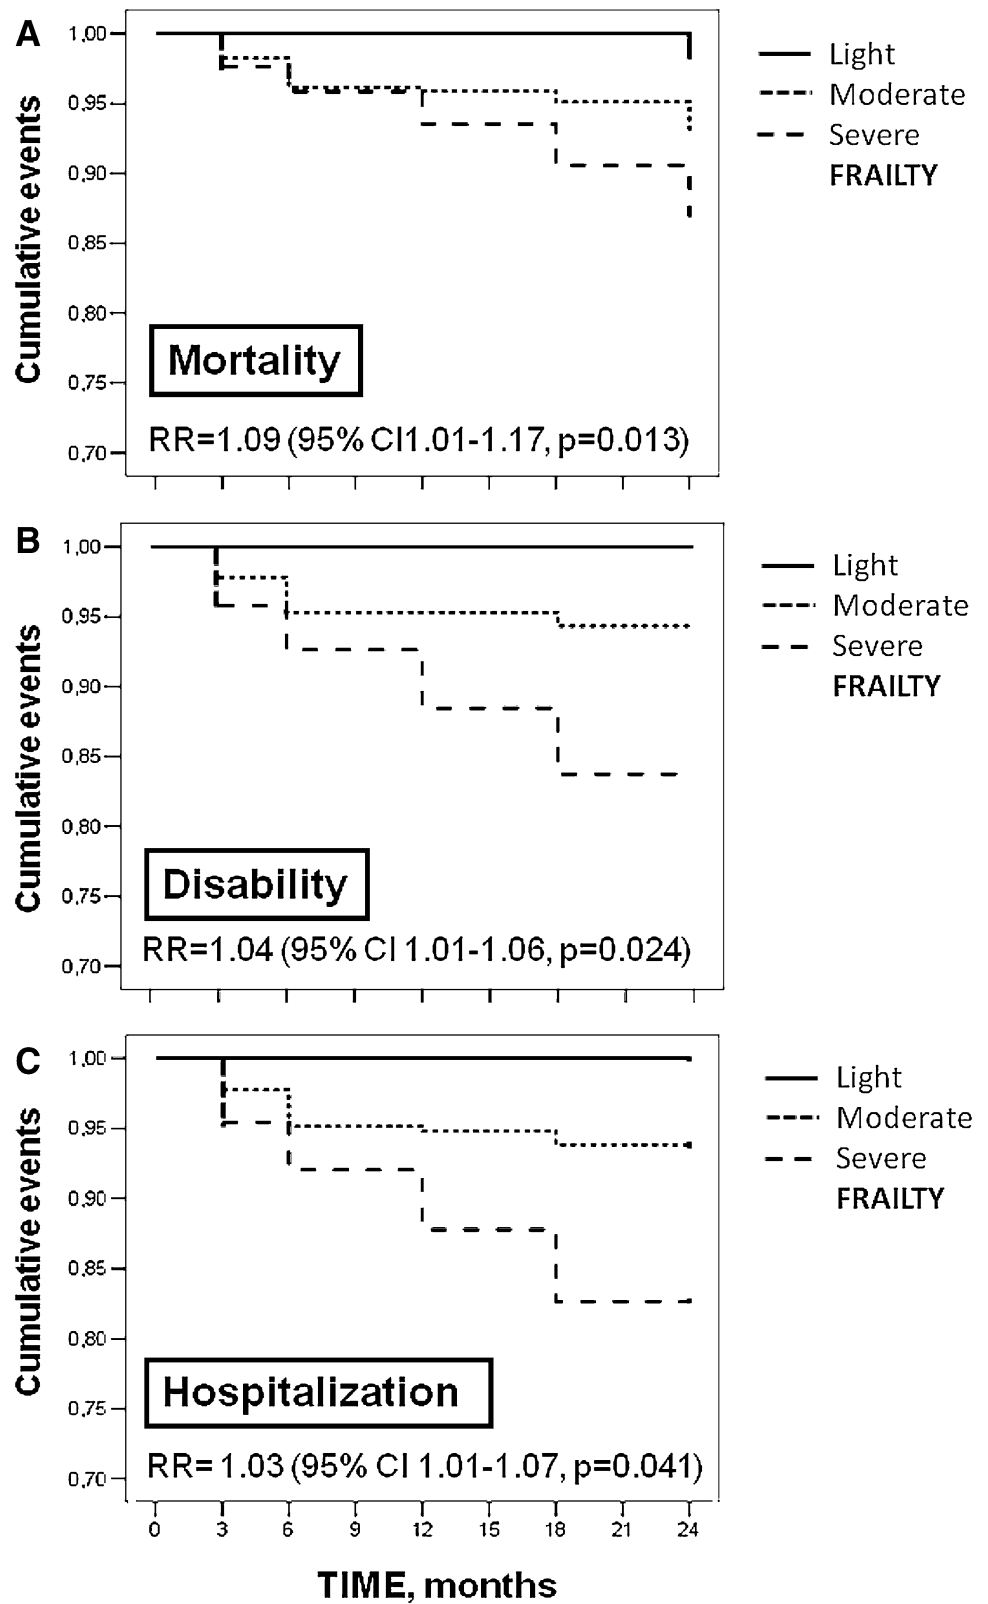 A
Cumulative events
1,00
0,95
0,90
0,85
0,80
0,75
0,70
Mortality
RR=1.09 (95% CI1.01-1.17, p=0.013)
Light
Moderate
Severe
FRAILTY
B
Cumulative events
1,00
0,95
0,90
0,85
0,80
0,75
0,70
Disability
RR=1.04 (95% CI 1.01-1.06, p=0.024)
Light
Moderate
Severe
FRAILTY
C
Cumulative events
1,00
0,95
0,90
0,85
0,80
0,75
0,70
Hospitalization
RR= 1.03 (95% CI 1.01-1.07, p=0.041)
Light
Moderate
Severe
FRAILTY
0 3 6 9 12 15 18 21 24
TIME, months